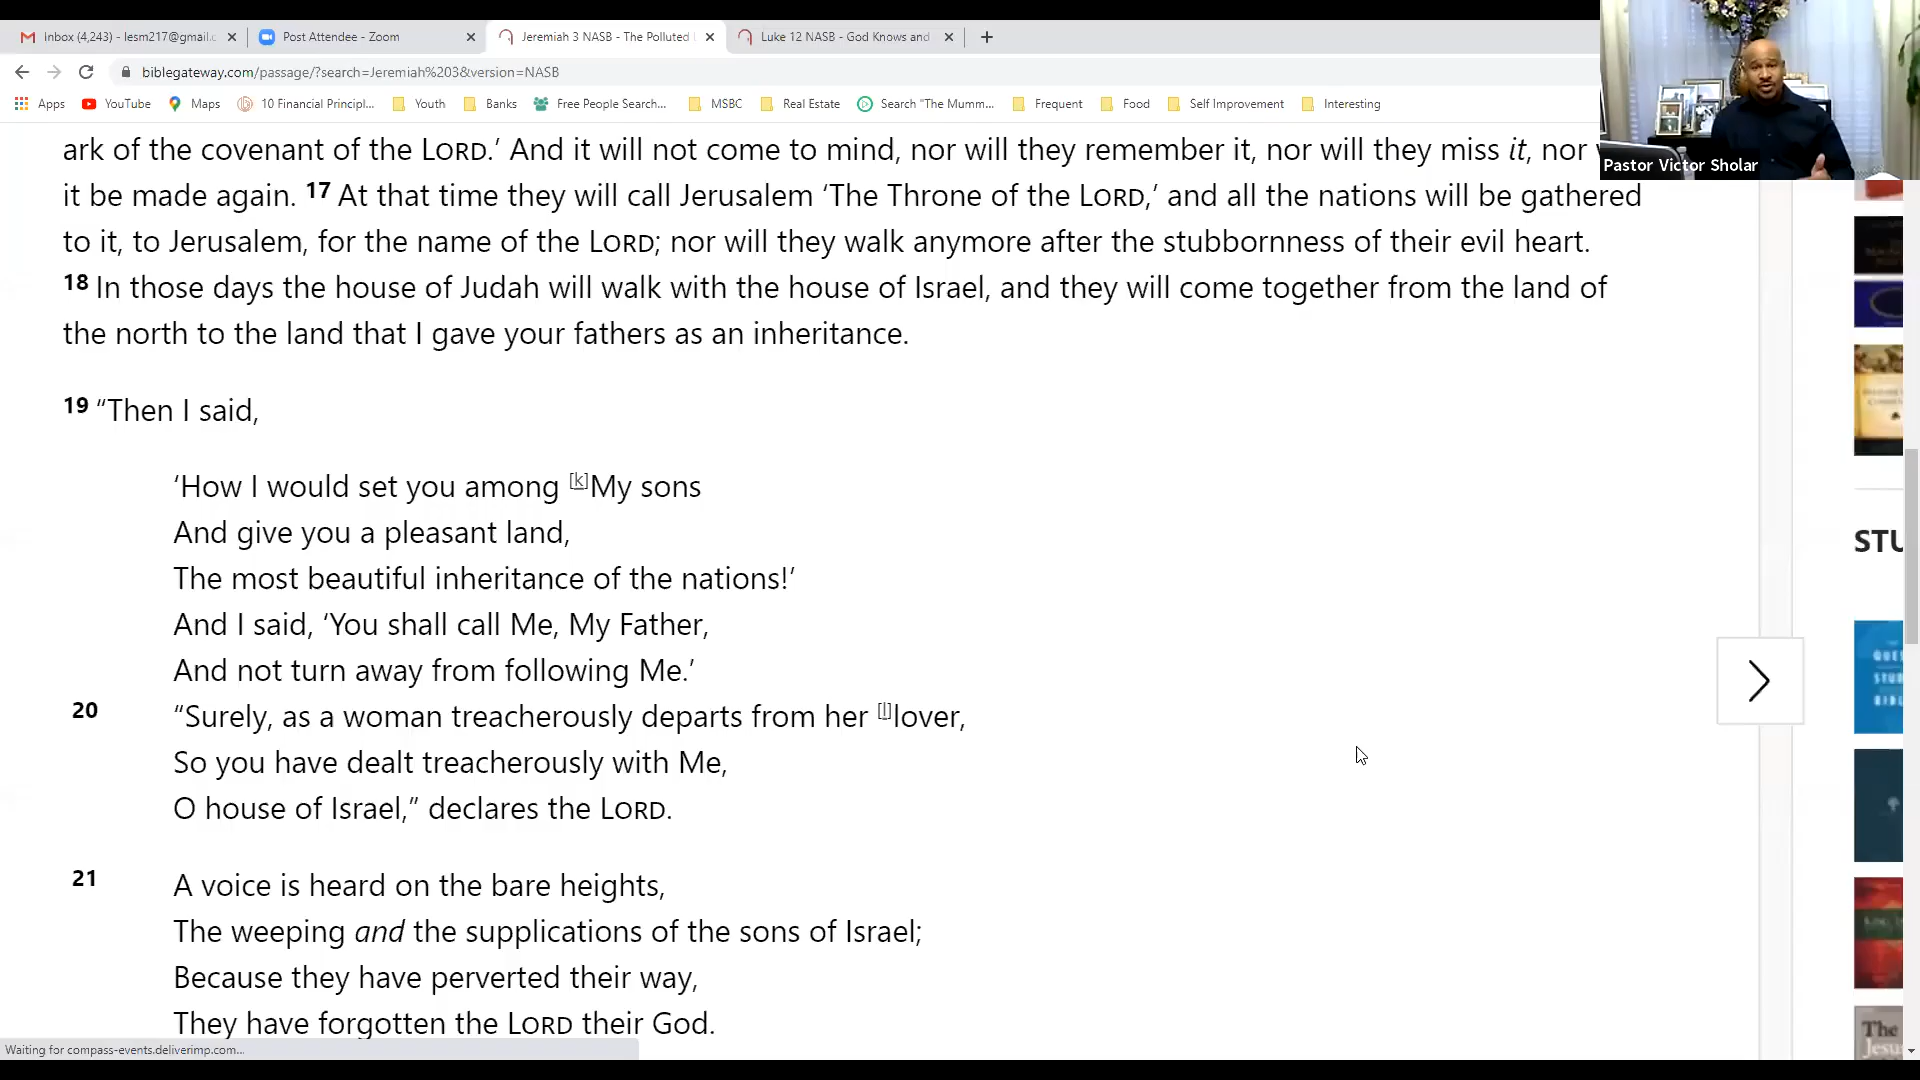 Inbox (4,243) - lesm217@gmail.c
Post Attendee - Zoom
Jeremiah 3 NASB - The Polluted
Luke 12 NASB - God Knows and
biblegateway.com/passage/?search=Jeremiah%203&version=NASB
Apps
YouTube
Maps
10 Financial Principl...
Youth
Banks
Free People Search...
MSBC
Real Estate
Search "The Mumm...
Frequent
Food
Self Improvement
Interesting
Pastor Victor Sholar
ark of the covenant of the LORD.’ And it will not come to mind, nor will they remember it, nor will they miss it, nor
it be made again. 17 At that time they will call Jerusalem ‘The Throne of the LORD,’ and all the nations will be gathered
to it, to Jerusalem, for the name of the LORD; nor will they walk anymore after the stubbornness of their evil heart.
18 In those days the house of Judah will walk with the house of Israel, and they will come together from the land of
the north to the land that I gave your fathers as an inheritance.
19 “Then I said,
‘How I would set you among [k]My sons
And give you a pleasant land,
The most beautiful inheritance of the nations!’
And I said, ‘You shall call Me, My Father,
And not turn away from following Me.’
20 “Surely, as a woman treacherously departs from her [l]lover,
So you have dealt treacherously with Me,
O house of Israel,” declares the LORD.
21 A voice is heard on the bare heights,
The weeping and the supplications of the sons of Israel;
Because they have perverted their way,
They have forgotten the LORD their God.
STU
QUES
STU
BIBL
The
Jesu
Waiting for compass-events.deliverimp.com...